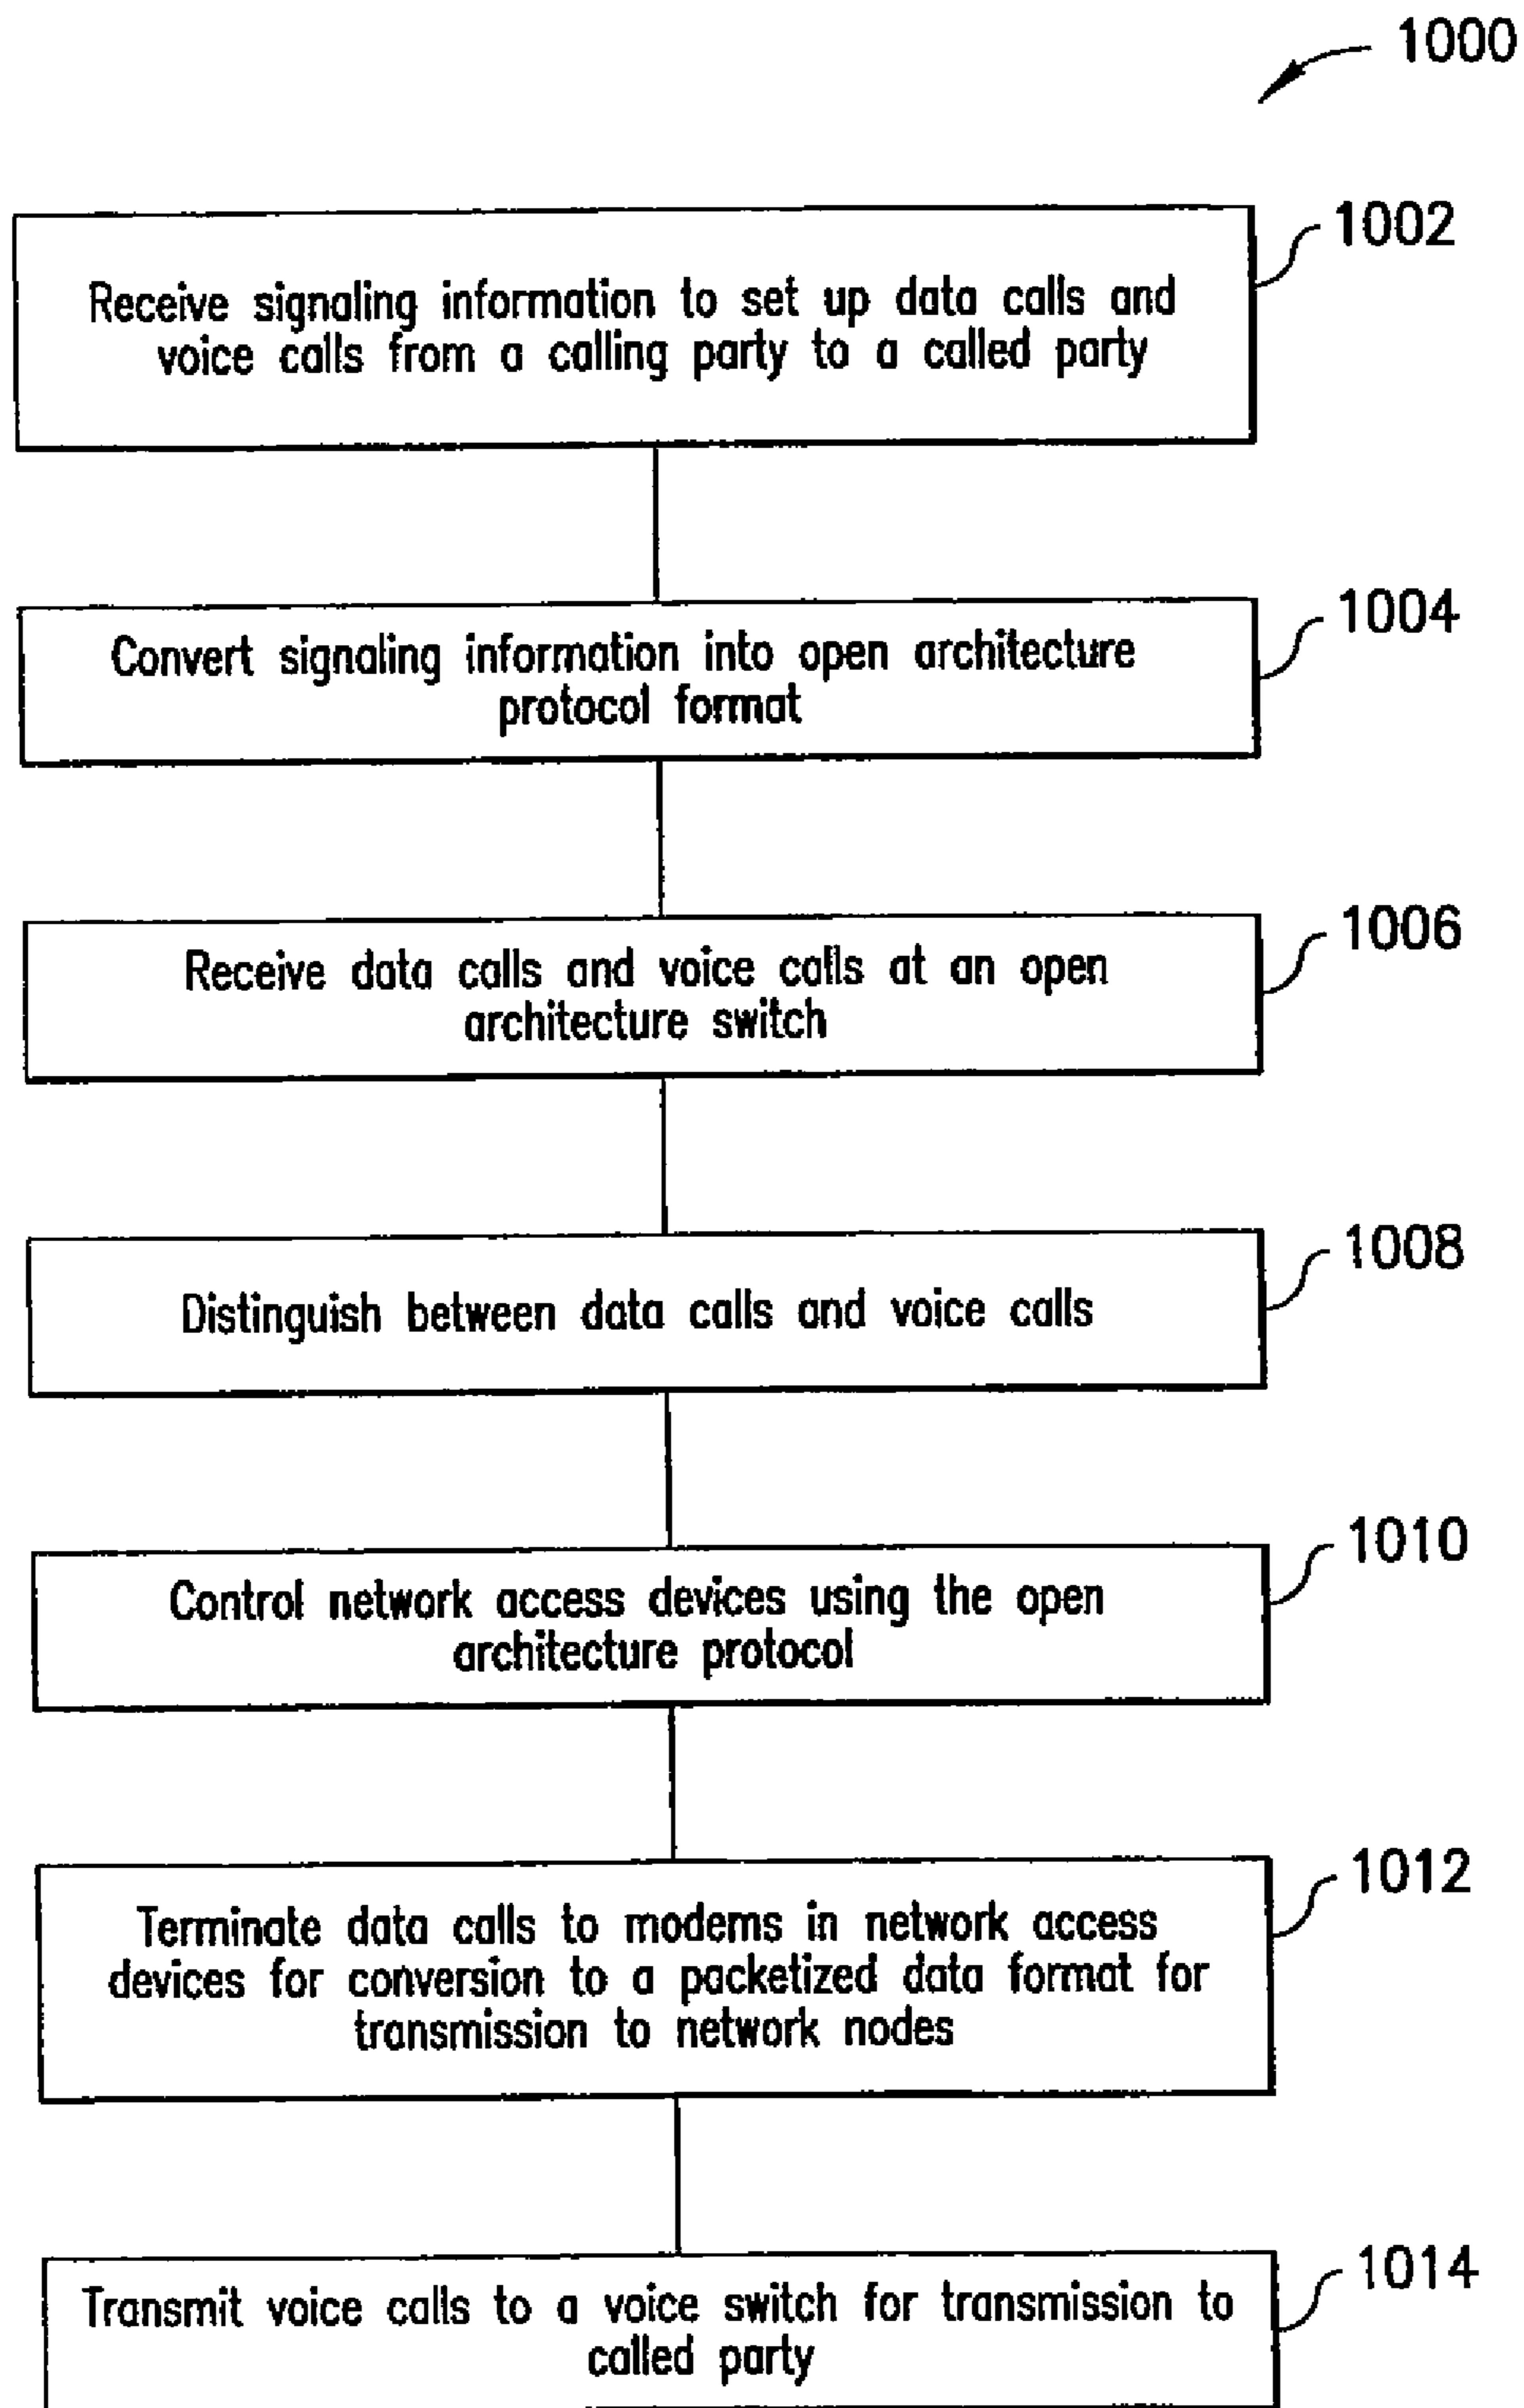 1000
1002
Receive signaling information to set up data calls and
voice calls from a calling party to a called party
1004
Convert signaling information into open architecture
protocol format
1006
Receive data calls and voice calls at an open
architecture switch
1008
Distinguish between data calls and voice calls
1010
Control network access devices using the open
architecture protocol
1012
Terminate data calls to modems in network access
devices for conversion to a packetized data format for
transmission to network nodes
1014
Transmit voice calls to a voice switch for transmission to
called party